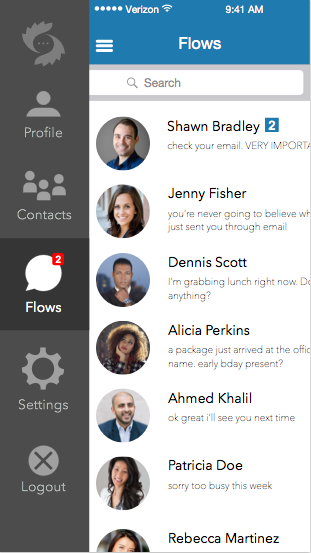 Verizon 9:41 AM
Flows
Search
Profile
Contacts
2
Flows
Settings
Logout
Shawn Bradley 2
check your email. VERY IMPORTA
Jenny Fisher
you're never going to believe wh
just sent you through email
Dennis Scott
I'm grabbing lunch right now. Do
anything?
Alicia Perkins
a package just arrived at the offic
name. early bday present?
Ahmed Khalil
ok great i'll see you next time
Patricia Doe
sorry too busy this week
Rebecca Martinez